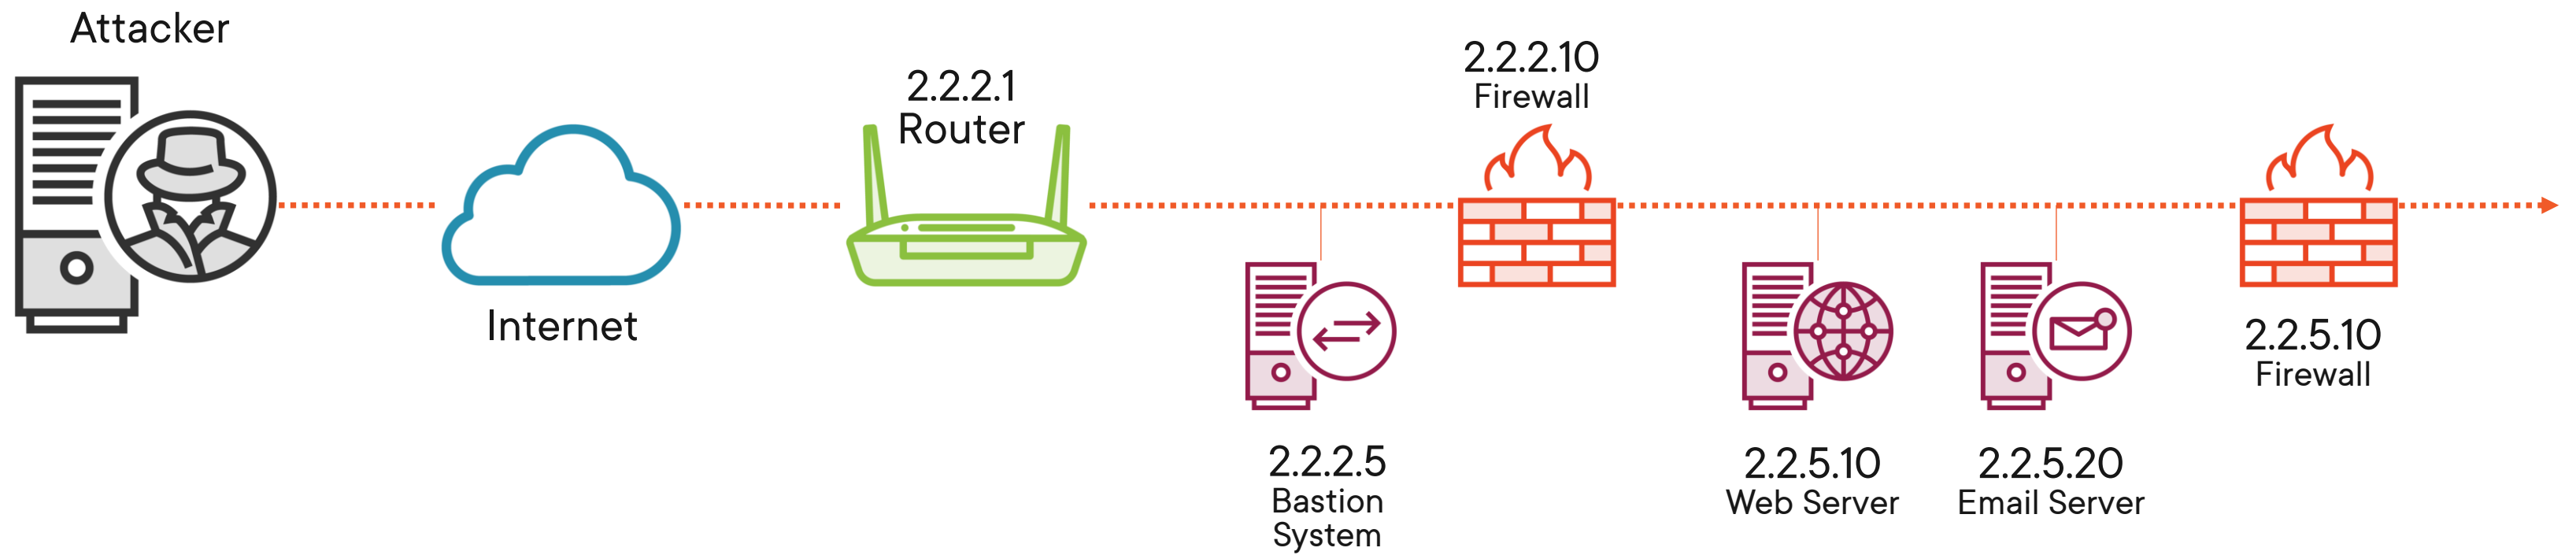 Attacker
Internet
2.2.2.1
Router
2.2.2.5
Bastion
System
2.2.2.10
Firewall
2.2.5.10
Web Server
2.2.5.20
Email Server
2.2.5.10
Firewall